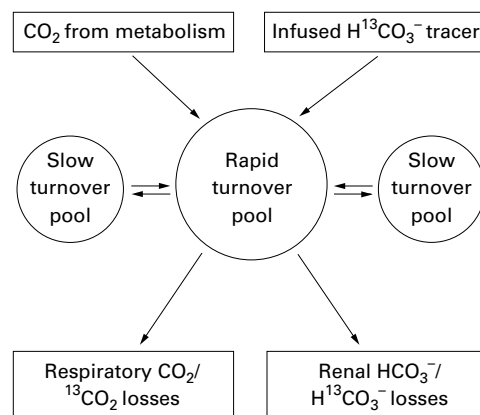 CO₂ from metabolism
Infused H¹³CO₃⁻ tracer
Slow
turnover
pool
Rapid
turnover
pool
Slow
turnover
pool
Respiratory CO₂/
¹³CO₂ losses
Renal HCO₃⁻/
H¹³CO₃⁻ losses